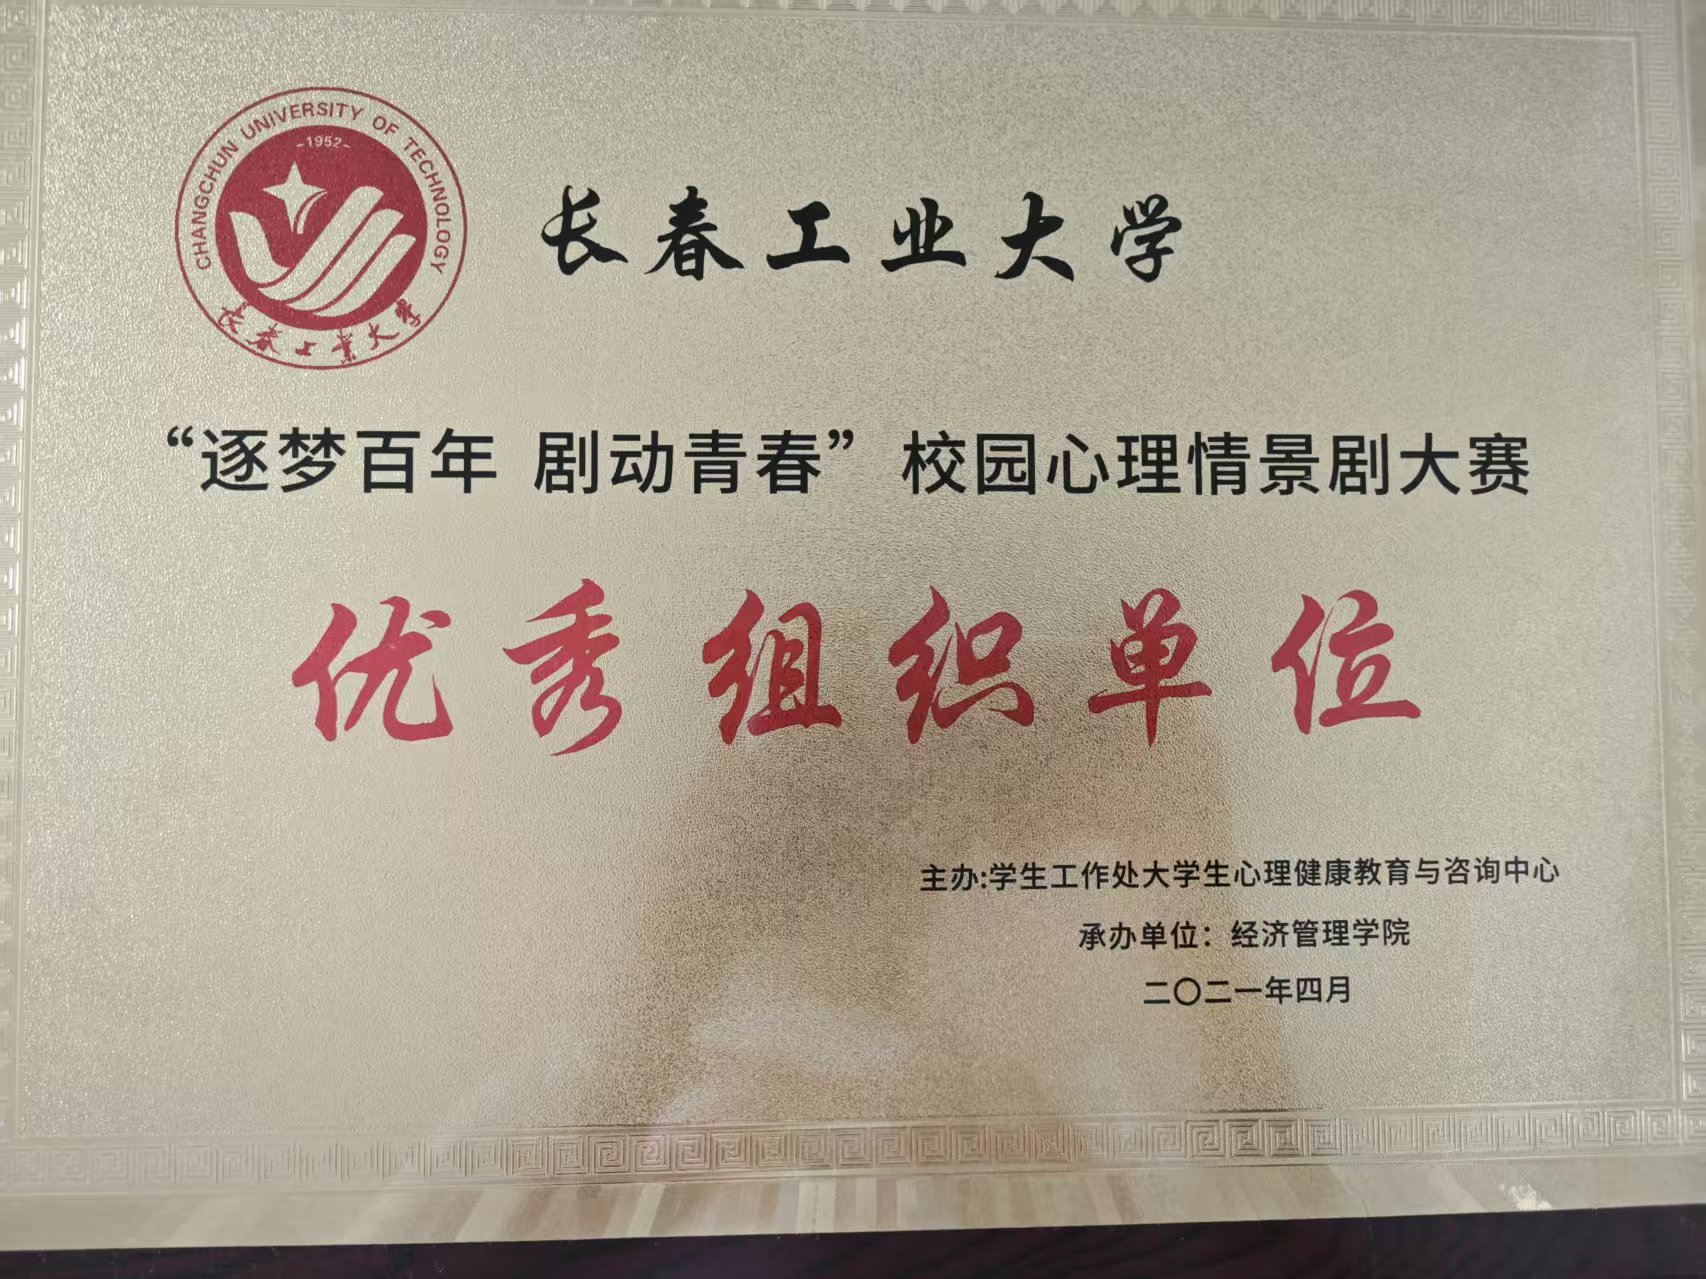 CHANGCHUN UNIVERSITY OF TECHNOLOGY
-1952-
长春工业大学
长春工业大学
“逐梦百年 剧动青春” 校园心理情景剧大赛
优秀组织单位
主办:学生工作处大学生心理健康教育与咨询中心
承办单位：经济管理学院
二〇二一年四月